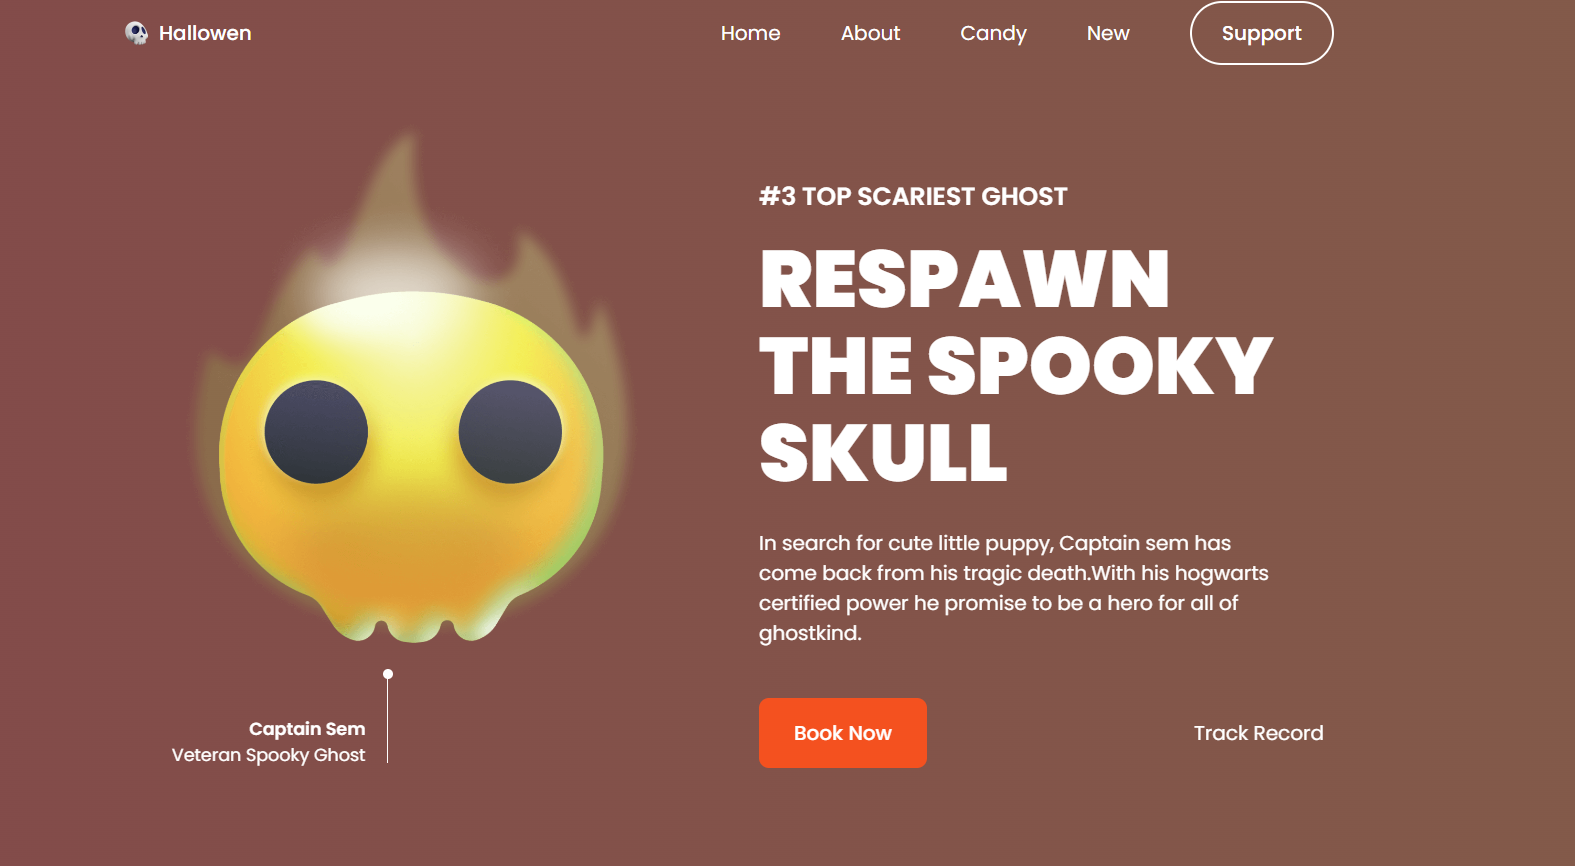 Hallowen
Home
About
Candy
New
Support
#3 TOP SCARIEST GHOST
RESPAWN
THE SPOOKY
SKULL
In search for cute little puppy, Captain sem has
come back from his tragic death.With his hogwarts
certified power he promise to be a hero for all of
ghostkind.
Book Now
Track Record
Captain Sem
Veteran Spooky Ghost